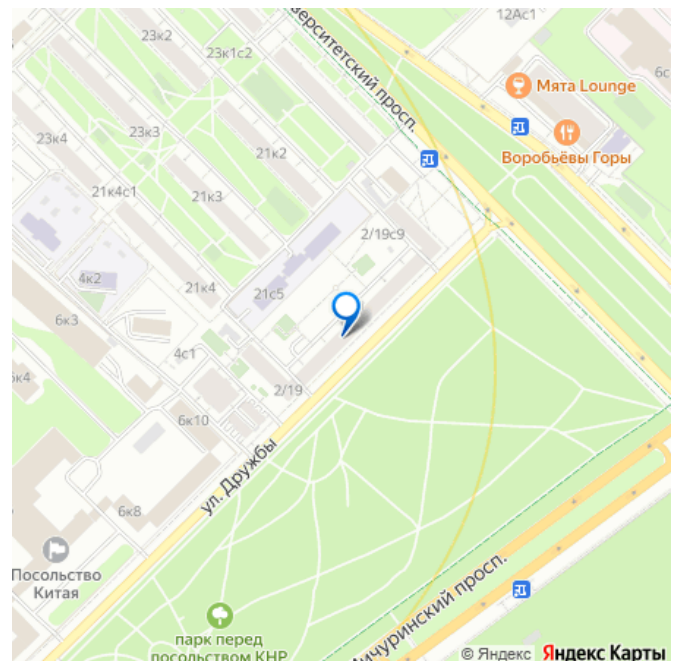 23к2
12Ас1
23к1с2
верситетский просп.
Мята Lounge
6с
23к4
23к3
21к2
Воробьёвы Горы
21к4с1
21к3
2/19с9
4к2
21к4
21с5
6к3
4с1
6к4
2/19
6к10
ул. Дружбы
6к8
Посольство
Китая
Мичуринский просп.
парк перед
посольством КНР
© Яндекс Яндекс Карты